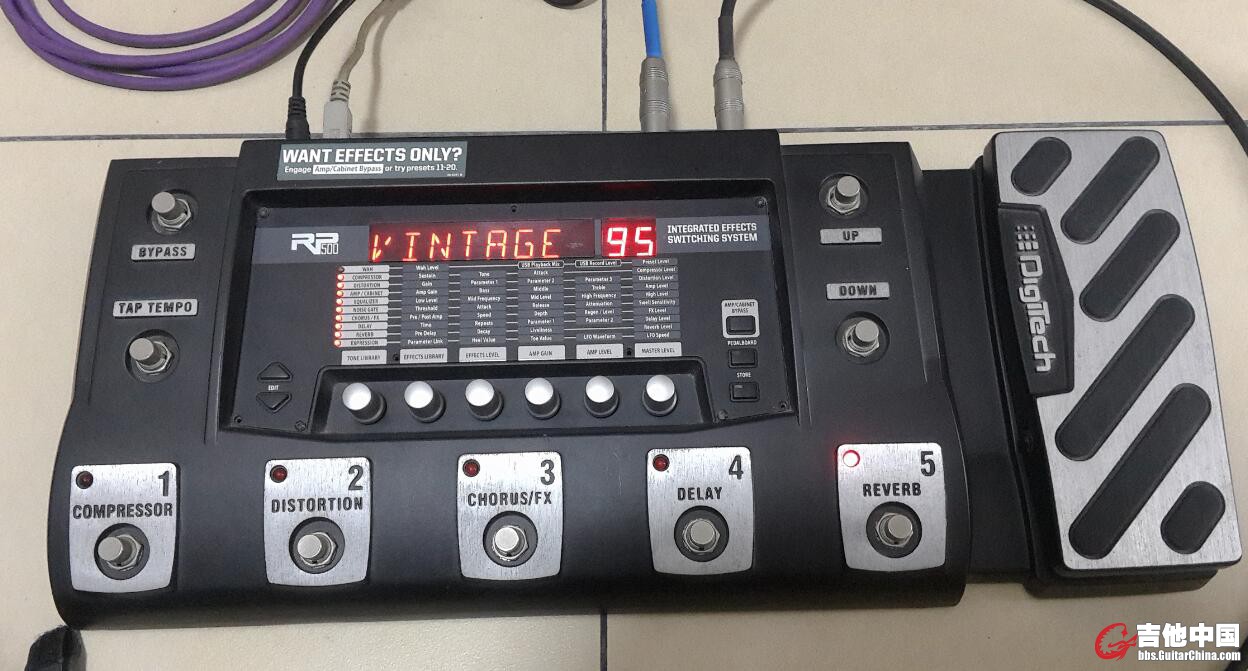 WANT EFFECTS ONLY?
Engage Amp/Cabinet Bypass or try presets 11-20.
RP500
VINTAGE 95
INTEGRATED EFFECTS
SWITCHING SYSTEM
BYPASS
UP
TAP TEMPO
DOWN
USB Playback Mix USB Record Level Preset Level
WAH Wah Level Compressor Level
COMPRESSOR Sustain Tone Attack Distortion Level
DISTORTION Gain Parameter 1 Parameter 2 Parameter 3 Amp Level
AMP / CABINET Amp Gain Bass Middle Treble High Level
EQUALIZER Low Level Mid Frequency Mid Level High Frequency Swell Sensitivity
NOISE GATE Threshold Attack Release Attenuation FX Level
CHORUS / FX Pre / Post Amp Speed Depth Regen / Level Delay Level
DELAY Time Repeats Parameter 1 Parameter 2 Reverb Level
REVERB Pre Delay Decay Liveliness LFO Speed
EXPRESSION Parameter Link Heel Value Toe Value LFO Waveform
TONE LIBRARY EFFECTS LIBRARY EFFECTS LEVEL AMP GAIN AMP LEVEL MASTER LEVEL
AMP/CABINET
BYPASS
PEDALBOARD
STORE
EDIT
1
COMPRESSOR
2
DISTORTION
3
CHORUS/FX
4
DELAY
5
REVERB
DigiTech
吉他中国
bbs.GuitarChina.com